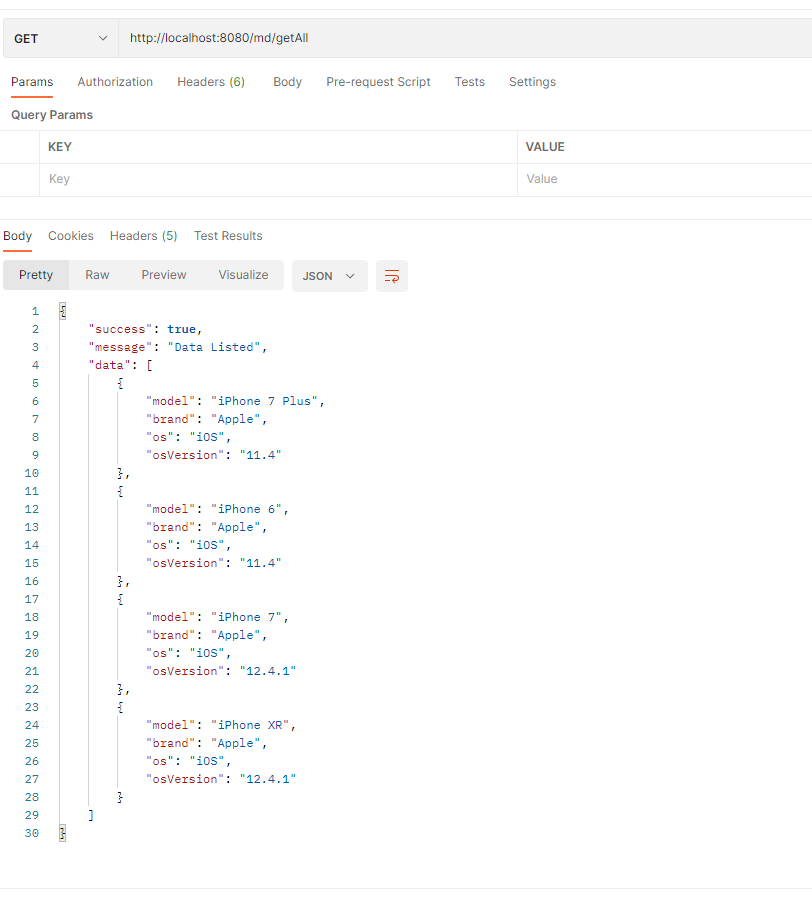 GET http://localhost:8080/md/getAll
Params Authorization Headers (6) Body Pre-request Script Tests Settings
Query Params
KEY VALUE
Key Value
Body Cookies Headers (5) Test Results
Pretty Raw Preview Visualize JSON
1 {
2 "success": true,
3 "message": "Data Listed",
4 "data": [
5 {
6 "model": "iPhone 7 Plus",
7 "brand": "Apple",
8 "os": "iOS",
9 "osVersion": "11.4"
10 },
11 {
12 "model": "iPhone 6",
13 "brand": "Apple",
14 "os": "iOS",
15 "osVersion": "11.4"
16 },
17 {
18 "model": "iPhone 7",
19 "brand": "Apple",
20 "os": "iOS",
21 "osVersion": "12.4.1"
22 },
23 {
24 "model": "iPhone XR",
25 "brand": "Apple",
26 "os": "iOS",
27 "osVersion": "12.4.1"
28 }
29 ]
30 }